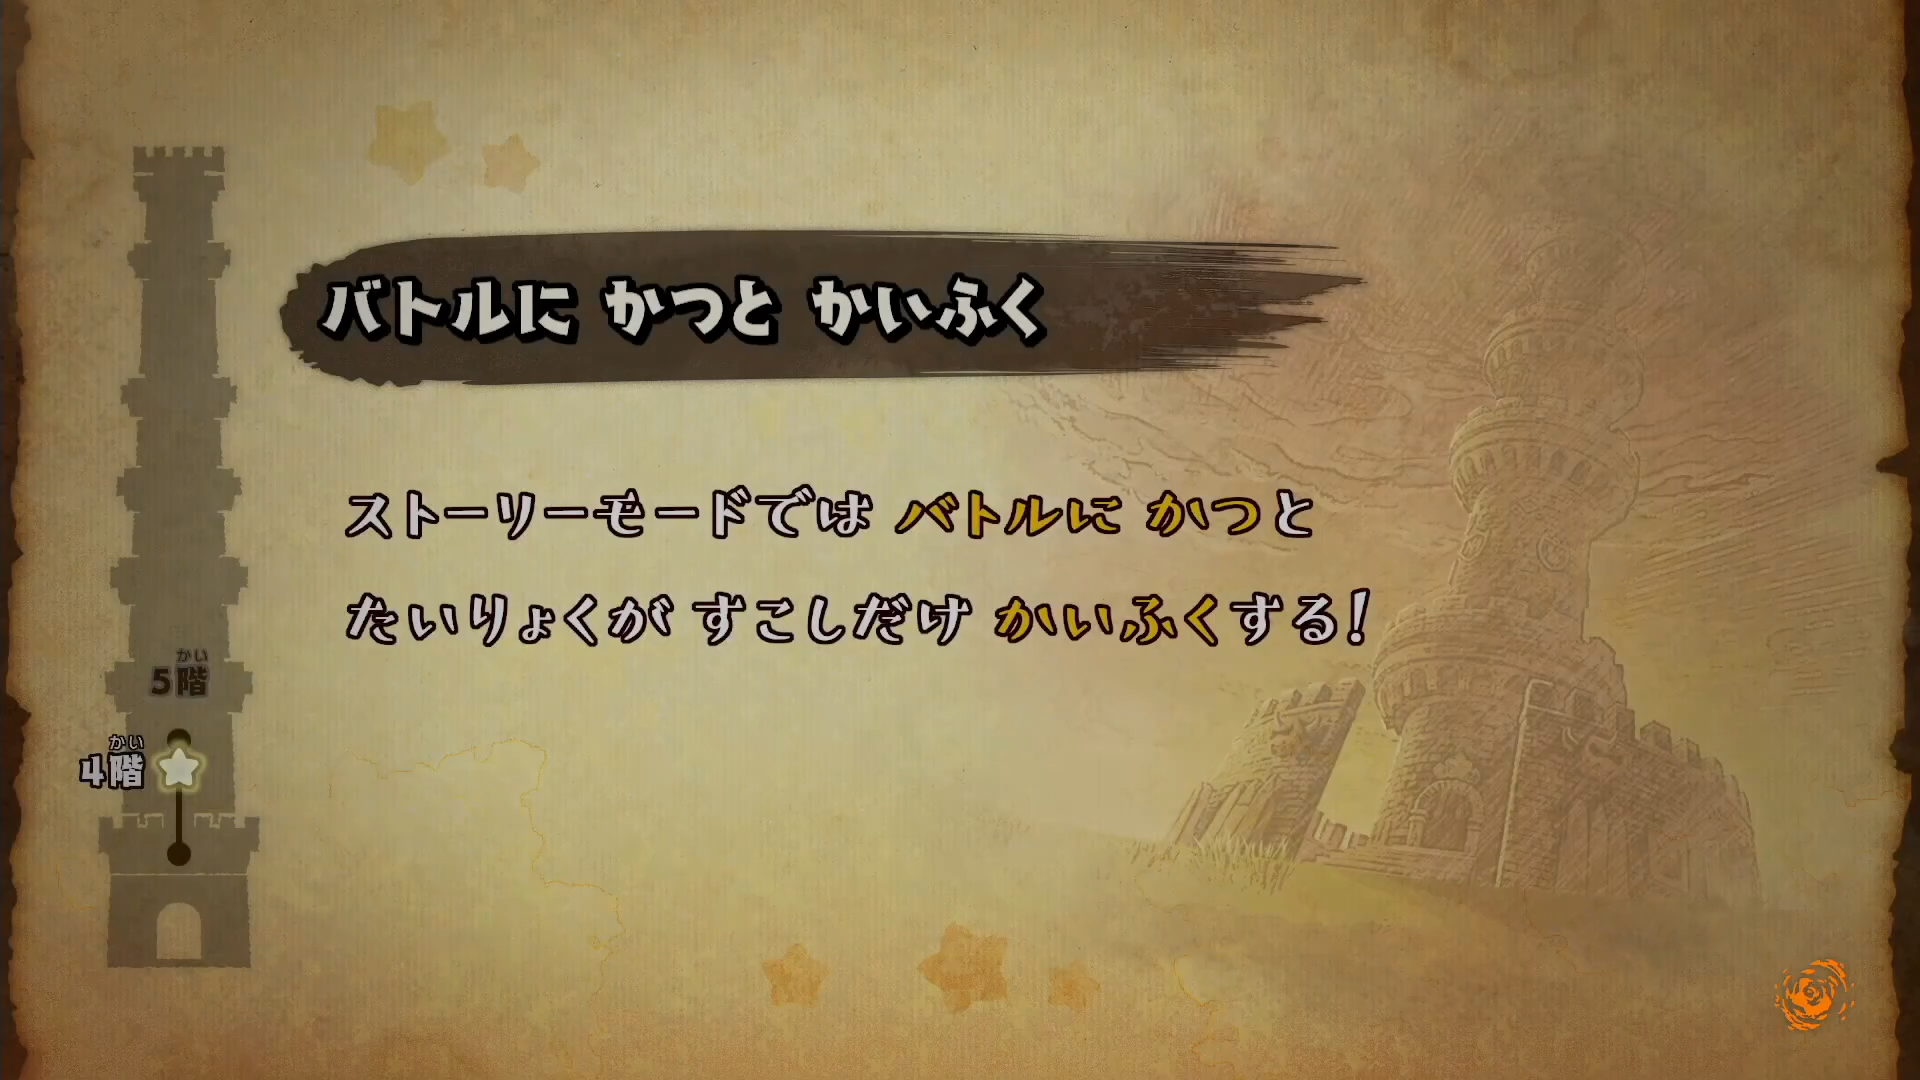 バトルに かつと かいふく
ストーリーモードでは バトルに かつと
たいりょくが すこしだけ かいふくする!
かい
5階
かい
4階